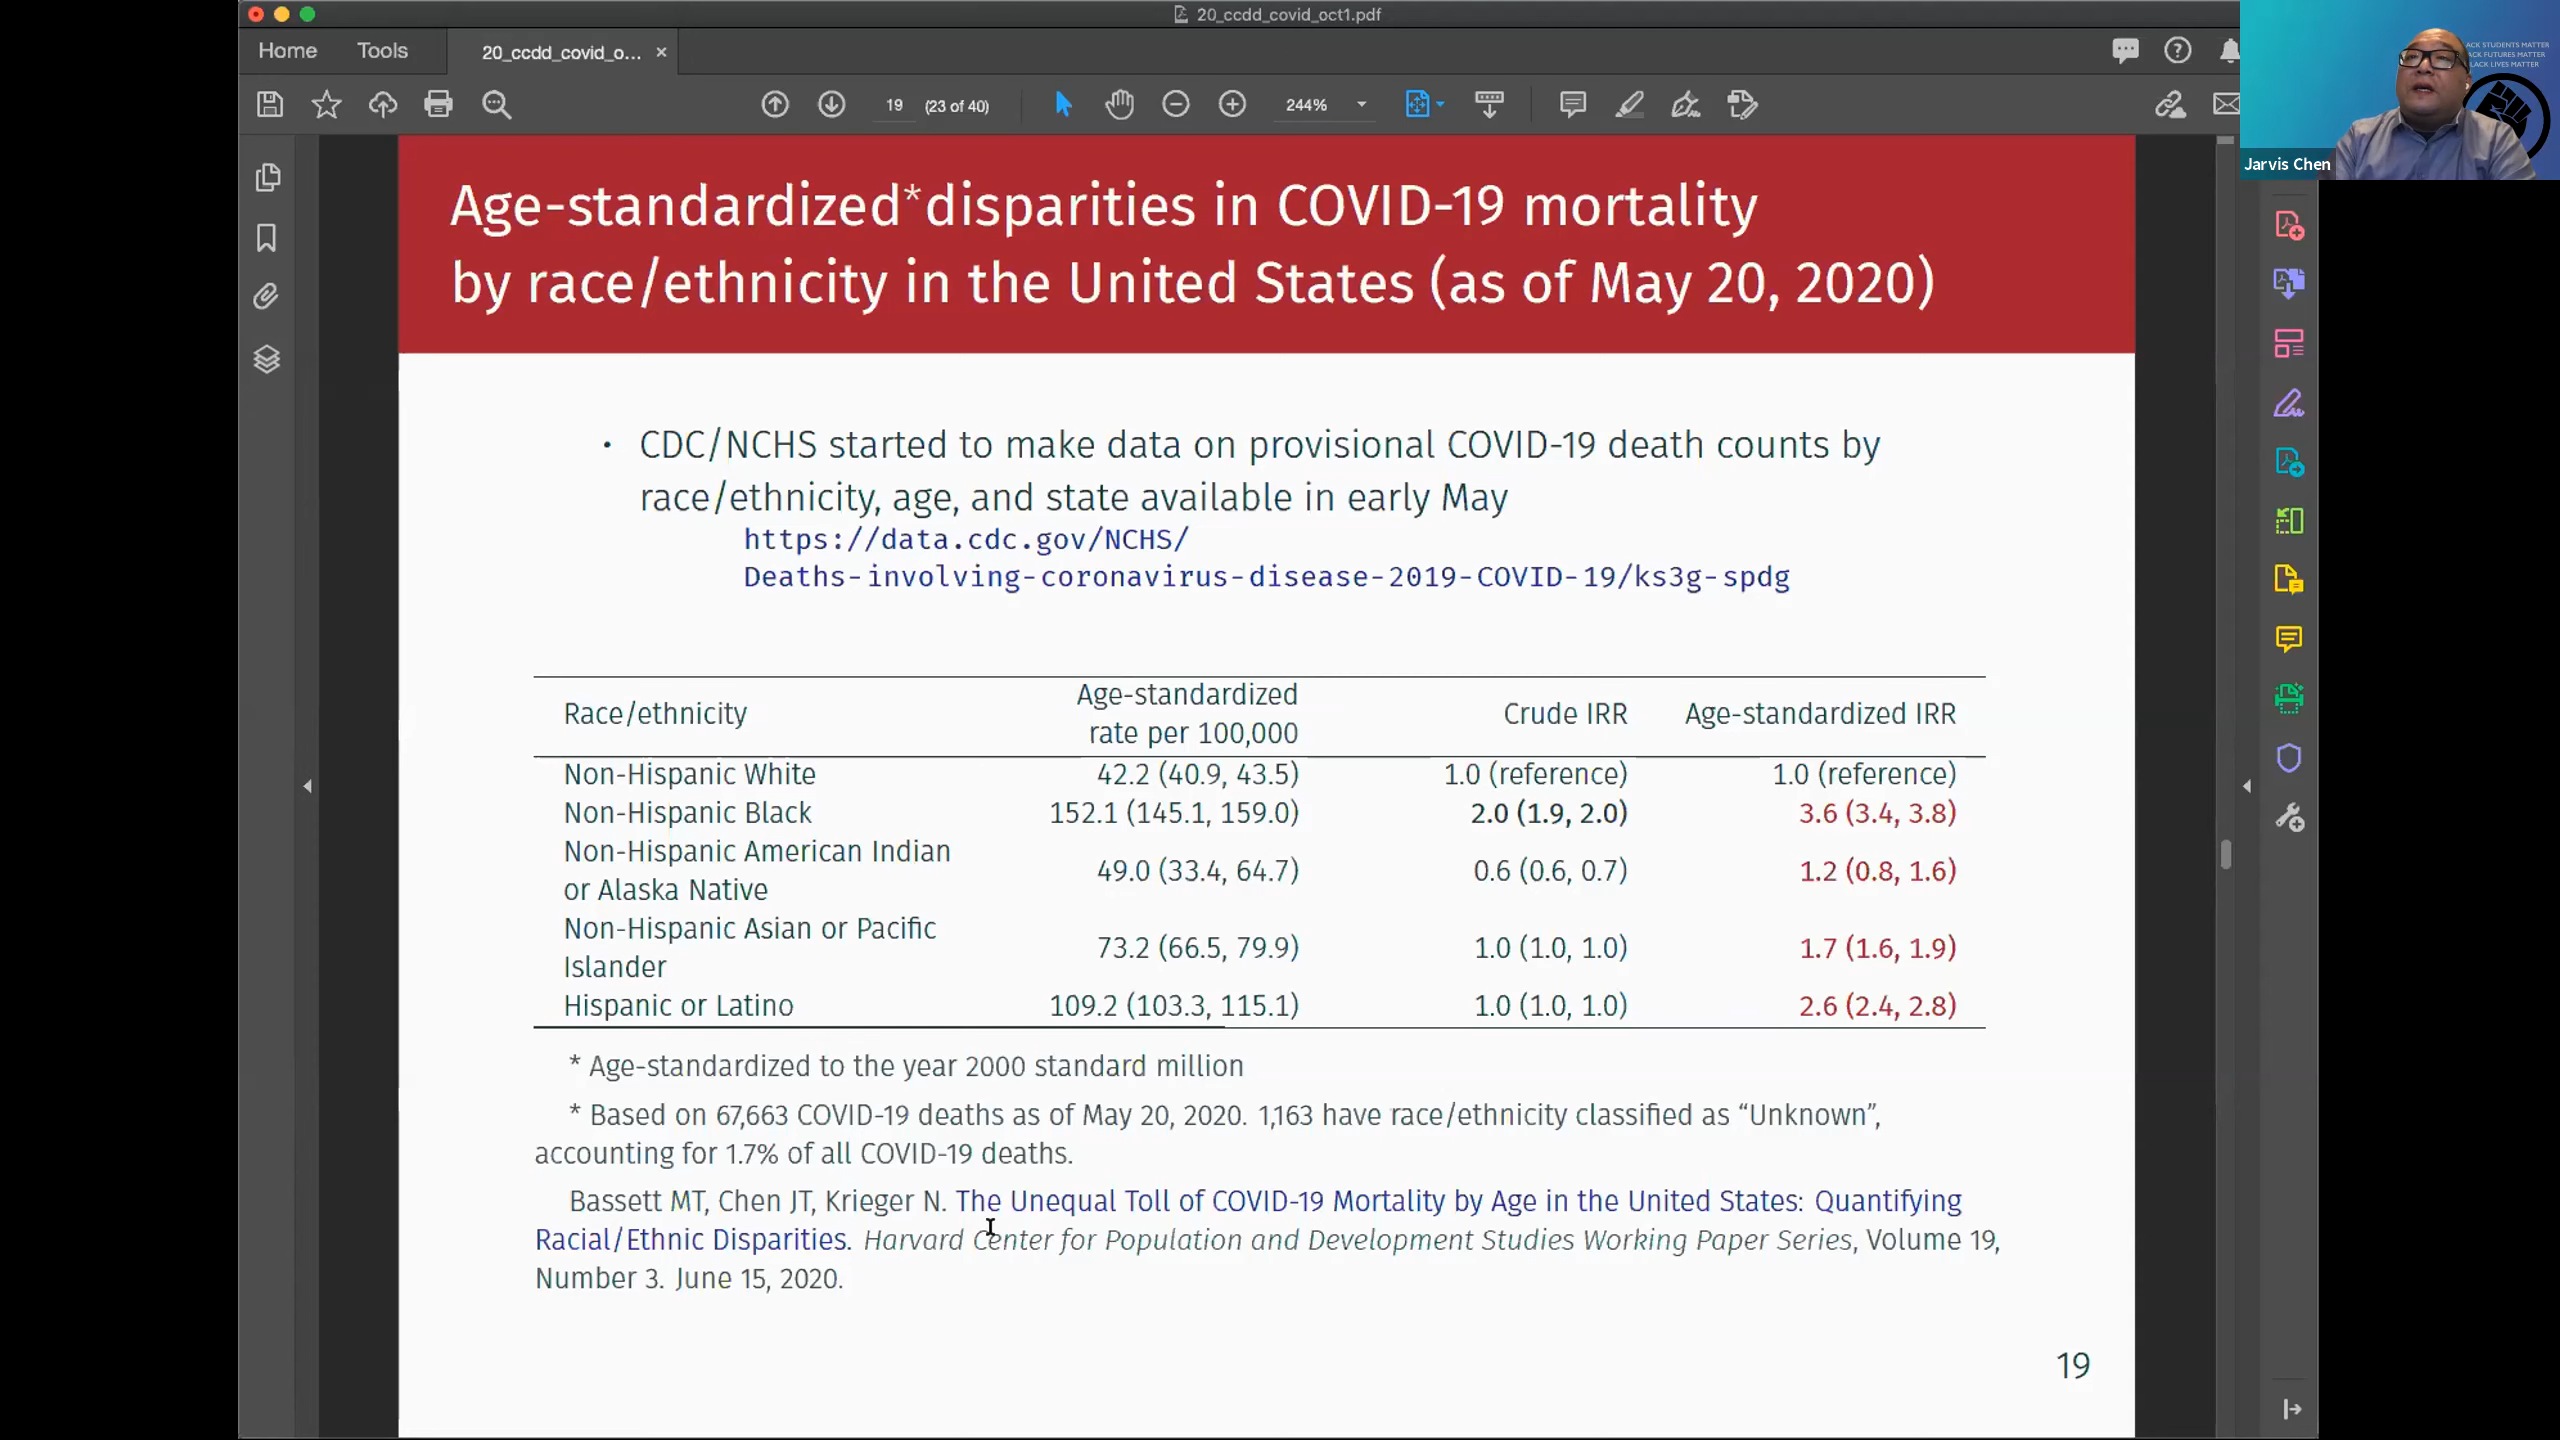 20_ccdd_covid_oct1.pdf
Home Tools 20_ccdd_covid_o... ×
19 (23 of 40) 244%
ACK STUDENTS MATTER
ACK FUTURES MATTER
LACK LIVES MATTER
Jarvis Chen
Age-standardized*disparities in COVID-19 mortality
by race/ethnicity in the United States (as of May 20, 2020)
• CDC/NCHS started to make data on provisional COVID-19 death counts by
race/ethnicity, age, and state available in early May
https://data.cdc.gov/NCHS/
Deaths-involving-coronavirus-disease-2019-COVID-19/ks3g-spdg
Race/ethnicity Age-standardized rate per 100,000 Crude IRR Age-standardized IRR
Non-Hispanic White 42.2 (40.9, 43.5) 1.0 (reference) 1.0 (reference)
Non-Hispanic Black 152.1 (145.1, 159.0) 2.0 (1.9, 2.0) 3.6 (3.4, 3.8)
Non-Hispanic American Indian
or Alaska Native 49.0 (33.4, 64.7) 0.6 (0.6, 0.7) 1.2 (0.8, 1.6)
Non-Hispanic Asian or Pacific
Islander 73.2 (66.5, 79.9) 1.0 (1.0, 1.0) 1.7 (1.6, 1.9)
Hispanic or Latino 109.2 (103.3, 115.1) 1.0 (1.0, 1.0) 2.6 (2.4, 2.8)
* Age-standardized to the year 2000 standard million
* Based on 67,663 COVID-19 deaths as of May 20, 2020. 1,163 have race/ethnicity classified as “Unknown”,
accounting for 1.7% of all COVID-19 deaths.
Bassett MT, Chen JT, Krieger N. The Unequal Toll of COVID-19 Mortality by Age in the United States: Quantifying
Racial/Ethnic Disparities. Harvard Center for Population and Development Studies Working Paper Series, Volume 19,
Number 3. June 15, 2020.
19